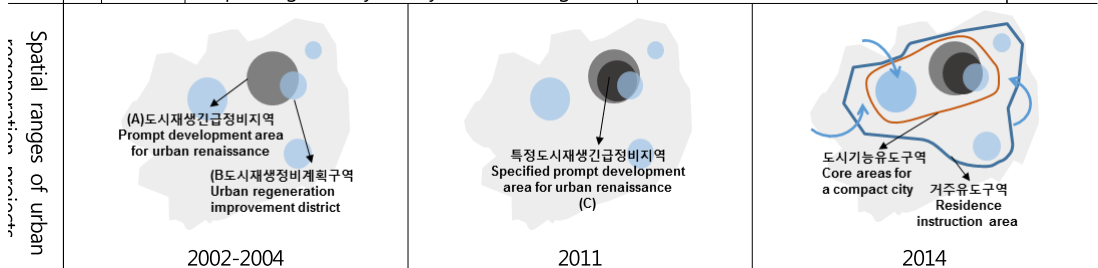 Spatial ranges of urban
regeneration projects
(A)도시재생긴급정비지역
Prompt development area
for urban renaissance
(B도시재생정비계획구역
Urban regeneration
improvement district
2002-2004
특정도시재생긴급정비지역
Specified prompt development
area for urban renaissance
(C)
2011
도시기능유도구역
Core areas for
a compact city
거주유도구역
Residence
instruction area
2014